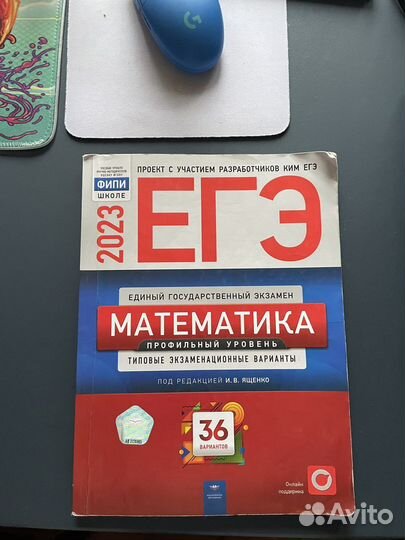 ПРОЕКТ С УЧАСТИЕМ РАЗРАБОТЧИКОВ КИМ ЕГЭ
ФИПИ
ШКОЛЕ
2023
ЕГЭ
ЕДИНЫЙ ГОСУДАРСТВЕННЫЙ ЭКЗАМЕН
МАТЕМАТИКА
ПРОФИЛЬНЫЙ УРОВЕНЬ
ТИПОВЫЕ ЭКЗАМЕНАЦИОННЫЕ ВАРИАНТЫ
ПОД РЕДАКЦИЕЙ И.В. ЯЩЕНКО
36
ВАРИАНТОВ
Онлайн-
поддержка
Avito